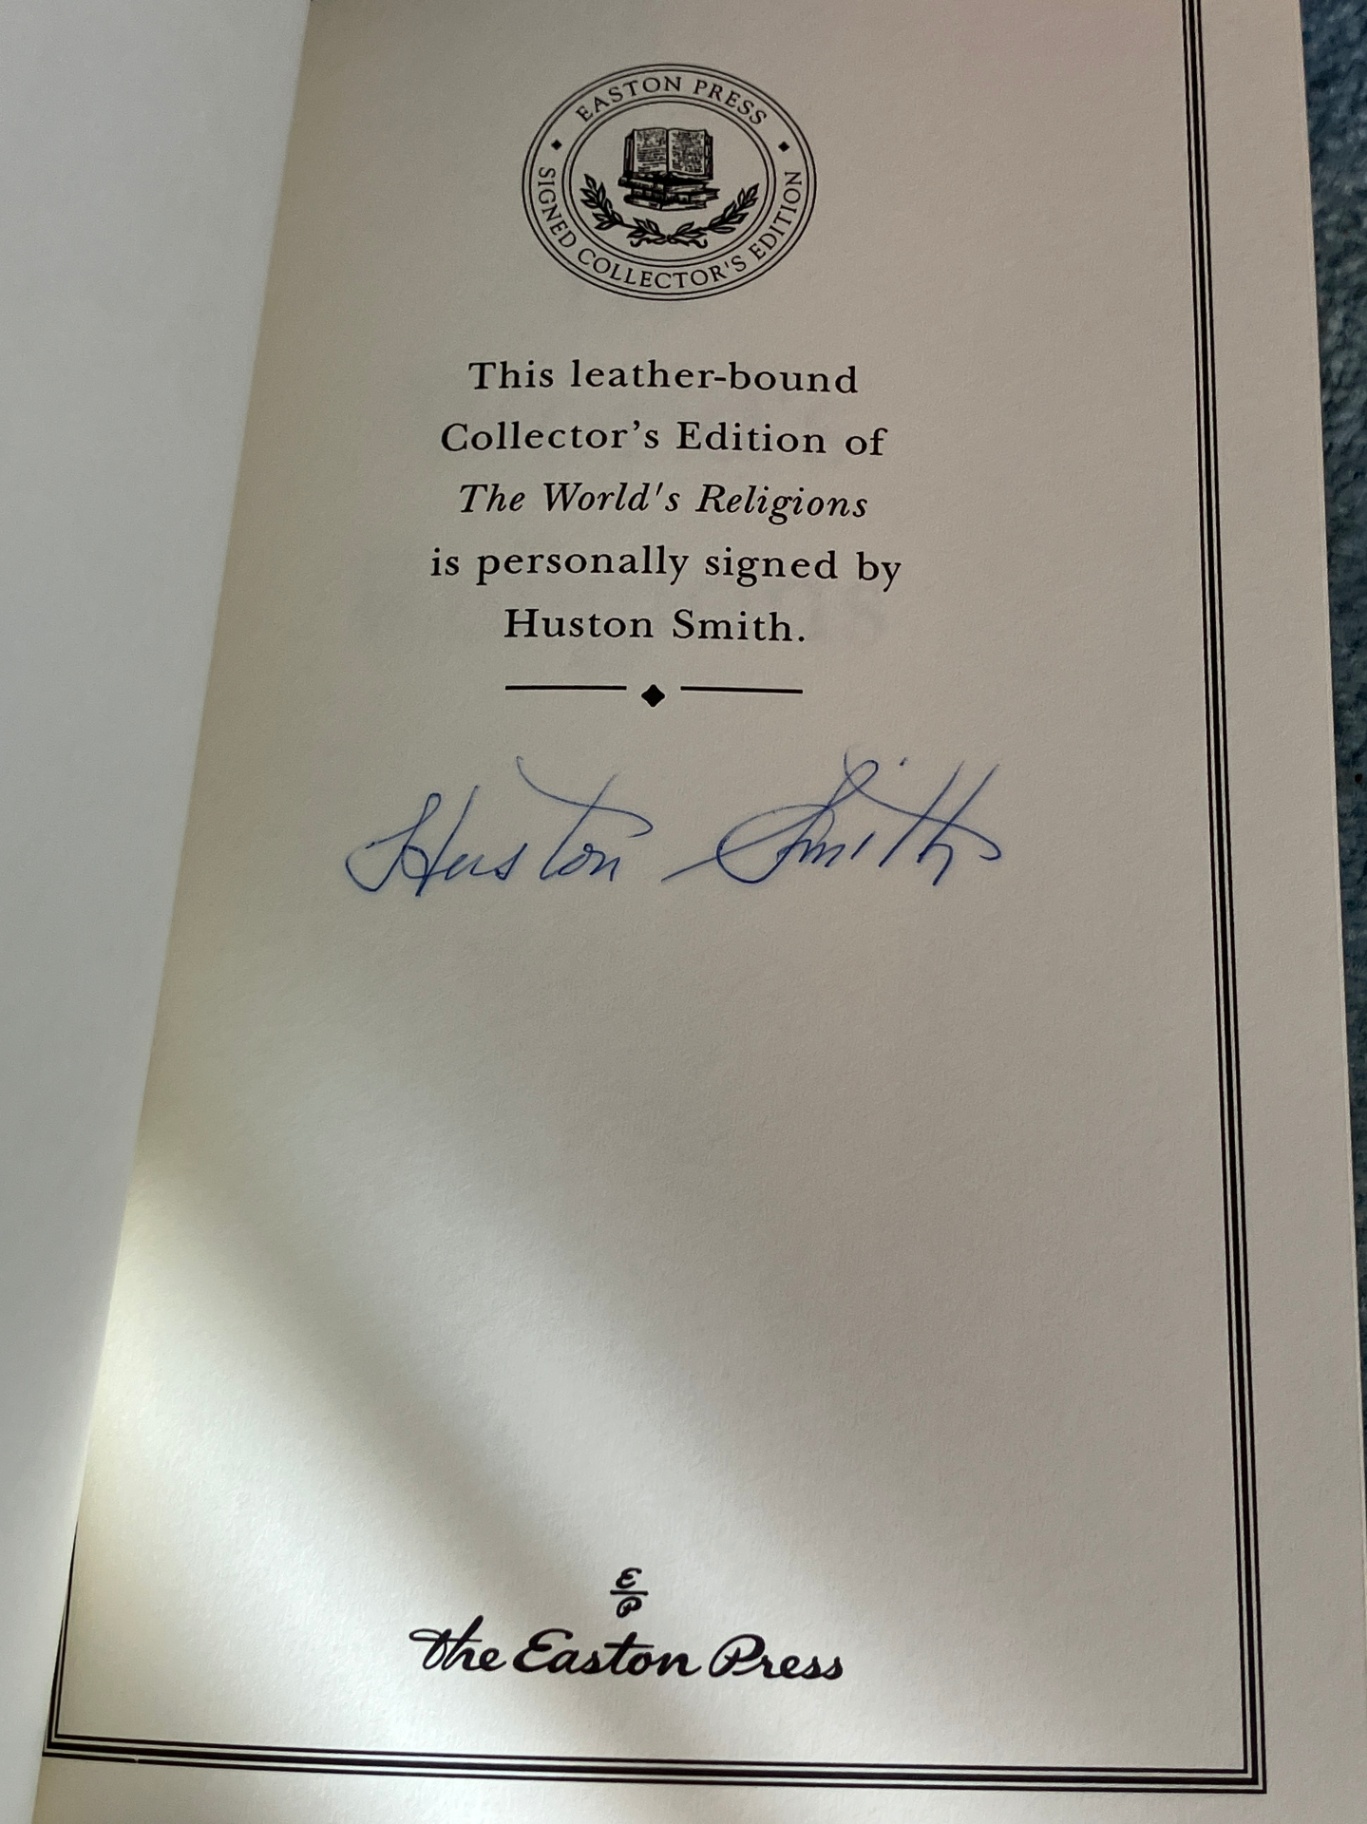 EASTON PRESS
SIGNED COLLECTOR'S EDITION
This leather-bound
Collector’s Edition of
The World's Religions
is personally signed by
Huston Smith.
Huston Smith
E
P
the Easton Press